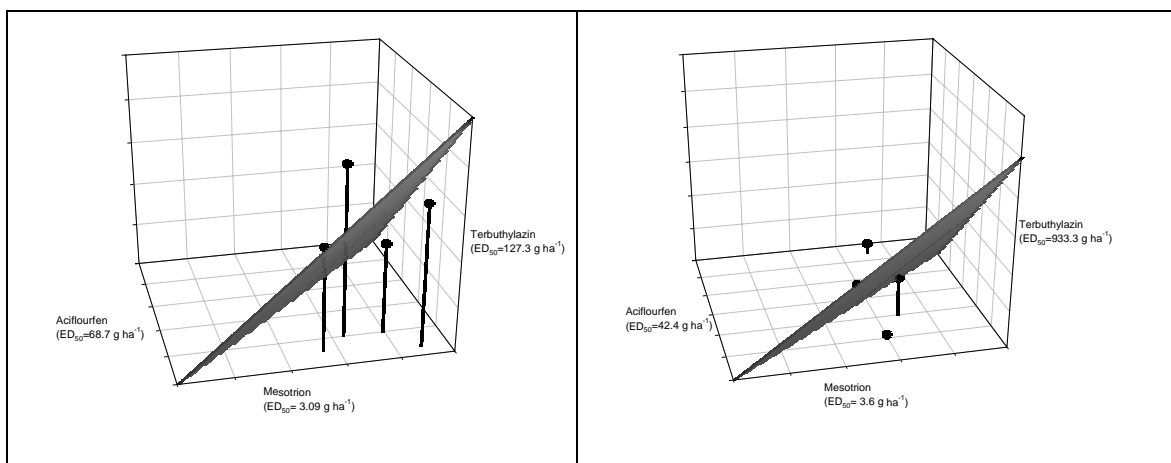 Terbuthylazin
(ED50=127.3 g ha-1)
Aciflourfen
(ED50=68.7 g ha-1)
Mesotrion
(ED50= 3.09 g ha-1)
Terbuthylazin
(ED50=933.3 g ha-1)
Aciflourfen
(ED50=42.4 g ha-1)
Mesotrion
(ED50= 3.6 g ha-1)